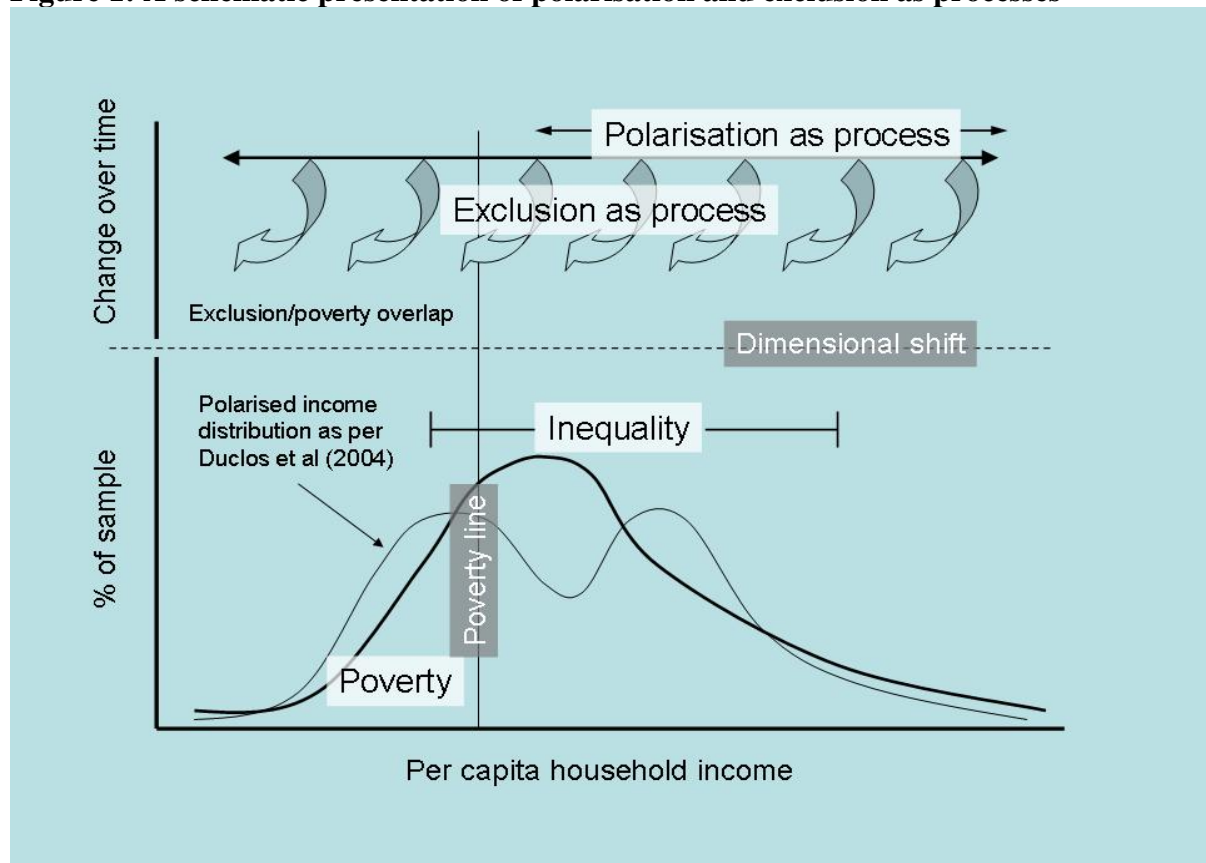 Figure 1: A schematic presentation of polarisation and exclusion as processes
Change over time
Polarisation as process
Exclusion as process
Exclusion/poverty overlap
Dimensional shift
% of sample
Polarised income
distribution as per
Duclos et al (2004)
Inequality
Poverty line
Poverty
Per capita household income